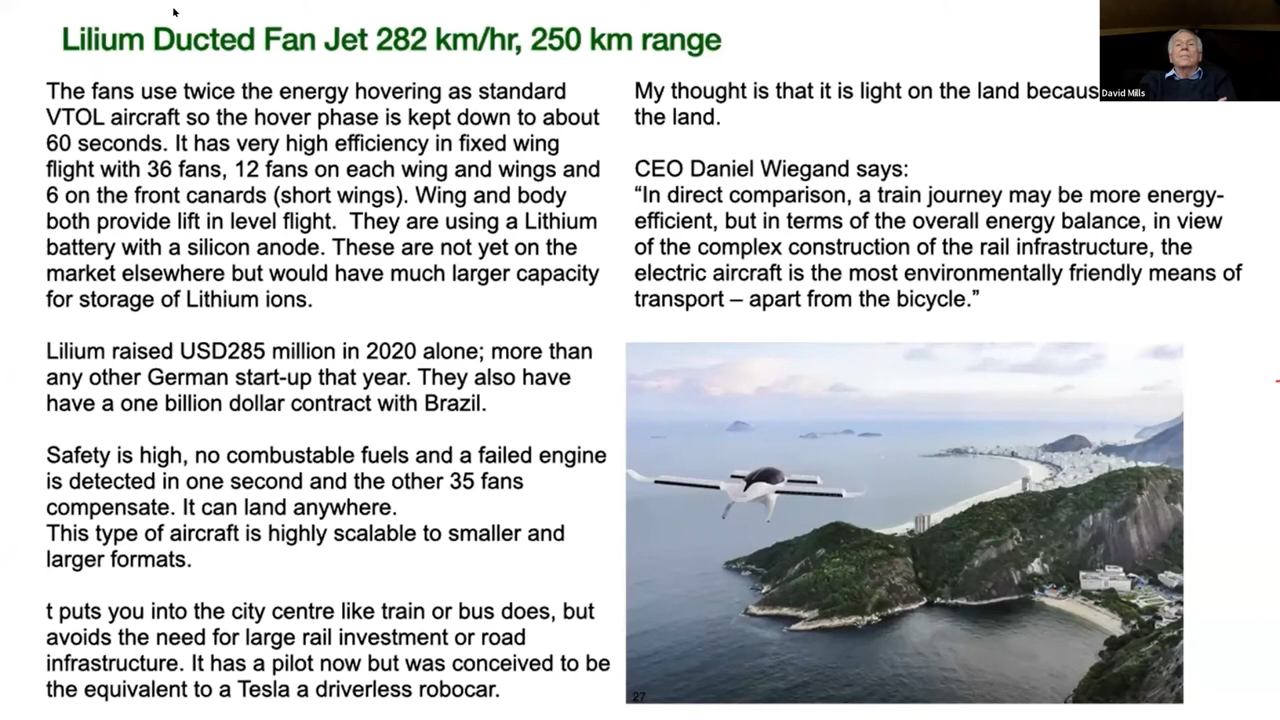 Lilium Ducted Fan Jet 282 km/hr, 250 km range
The fans use twice the energy hovering as standard
VTOL aircraft so the hover phase is kept down to about
60 seconds. It has very high efficiency in fixed wing
flight with 36 fans, 12 fans on each wing and wings and
6 on the front canards (short wings). Wing and body
both provide lift in level flight. They are using a Lithium
battery with a silicon anode. These are not yet on the
market elsewhere but would have much larger capacity
for storage of Lithium ions.
Lilium raised USD285 million in 2020 alone; more than
any other German start-up that year. They also have
have a one billion dollar contract with Brazil.
Safety is high, no combustable fuels and a failed engine
is detected in one second and the other 35 fans
compensate. It can land anywhere.
This type of aircraft is highly scalable to smaller and
larger formats.
t puts you into the city centre like train or bus does, but
avoids the need for large rail investment or road
infrastructure. It has a pilot now but was conceived to be
the equivalent to a Tesla a driverless robocar.
My thought is that it is light on the land becaus
the land.
CEO Daniel Wiegand says:
“In direct comparison, a train journey may be more energy-
efficient, but in terms of the overall energy balance, in view
of the complex construction of the rail infrastructure, the
electric aircraft is the most environmentally friendly means of
transport – apart from the bicycle.”
27
David Mills